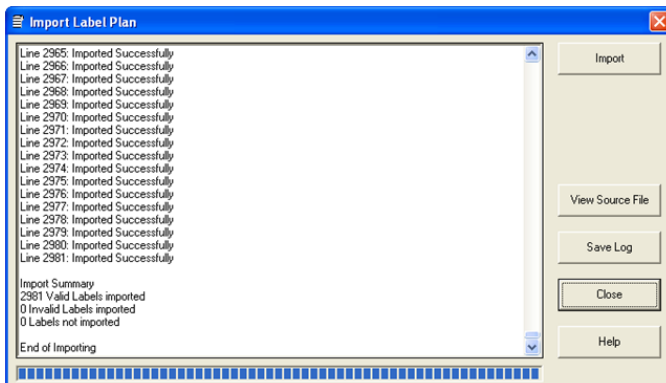 Import Label Plan
Line 2965: Imported Successfully
Line 2966: Imported Successfully
Line 2967: Imported Successfully
Line 2968: Imported Successfully
Line 2969: Imported Successfully
Line 2970: Imported Successfully
Line 2971: Imported Successfully
Line 2972: Imported Successfully
Line 2973: Imported Successfully
Line 2974: Imported Successfully
Line 2975: Imported Successfully
Line 2976: Imported Successfully
Line 2977: Imported Successfully
Line 2978: Imported Successfully
Line 2979: Imported Successfully
Line 2980: Imported Successfully
Line 2981: Imported Successfully
Import Summary
2981 Valid Labels imported
0 Invalid Labels imported
0 Labels not imported
End of Importing
Import
View Source File
Save Log
Close
Help